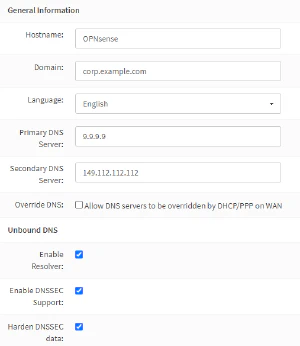 General Information
Hostname: OPNsense
Domain: corp.example.com
Language: English
Primary DNS Server: 9.9.9.9
Secondary DNS Server: 149.112.112.112
Override DNS: Allow DNS servers to be overridden by DHCP/PPP on WAN
Unbound DNS
Enable Resolver:
Enable DNSSEC Support:
Harden DNSSEC data: